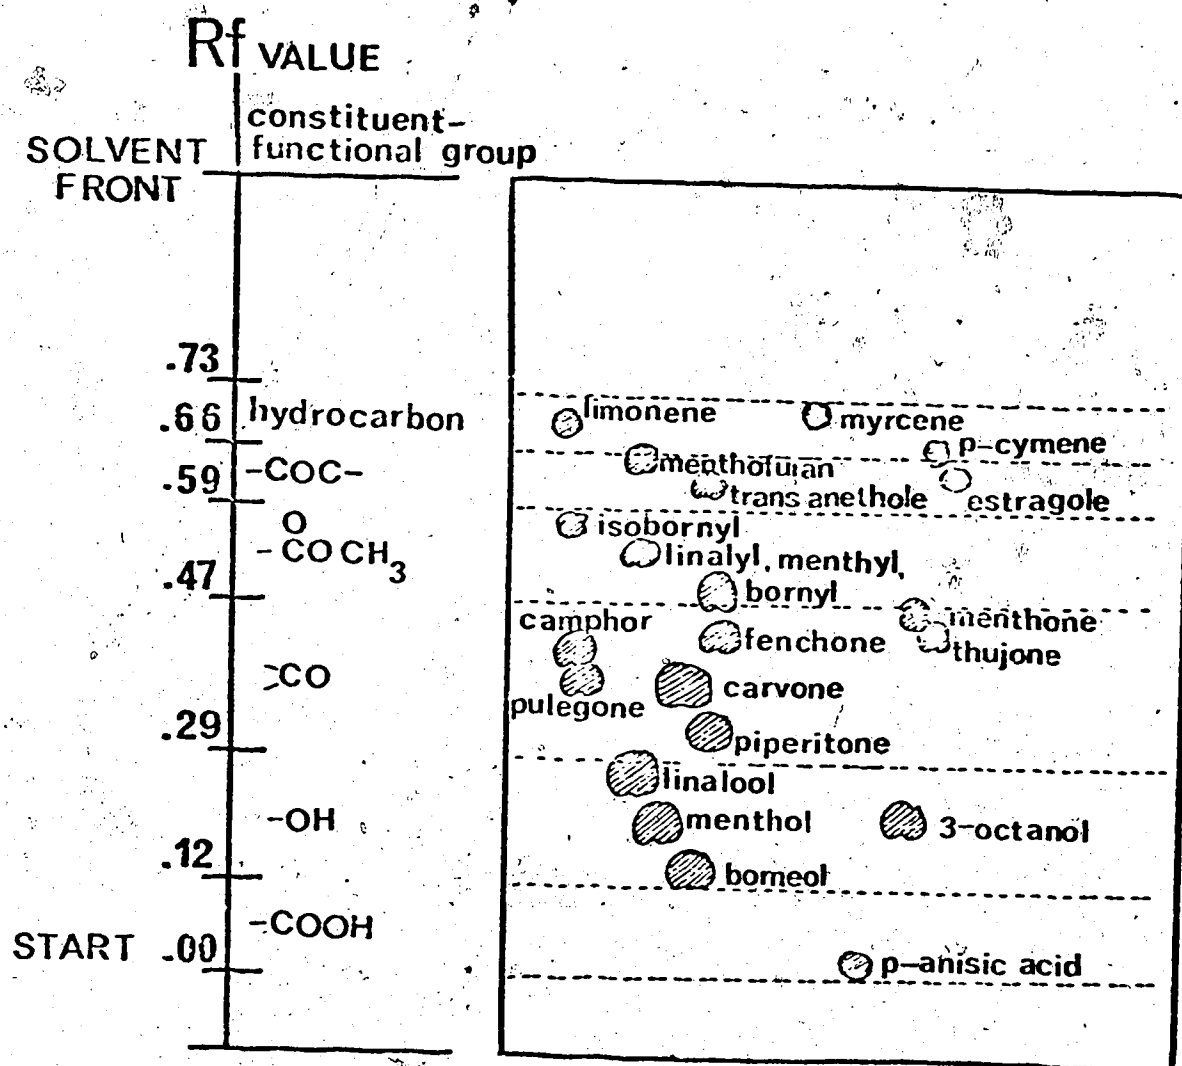 Rf VALUE
constituent-
functional group
SOLVENT
FRONT
.73
.66 hydrocarbon
.59 -COC-
O
-COCH3
.47
>CO
.29
-OH
.12
-COOH
START .00
limonene
myrcene
p-cymene
menthofuran
trans anethole
estragole
isobornyl
linalyl, menthyl,
bornyl
menthone
camphor
fenchone
thujone
pulegone
carvone
piperitone
linalool
menthol
3-octanol
borneol
p-anisic acid